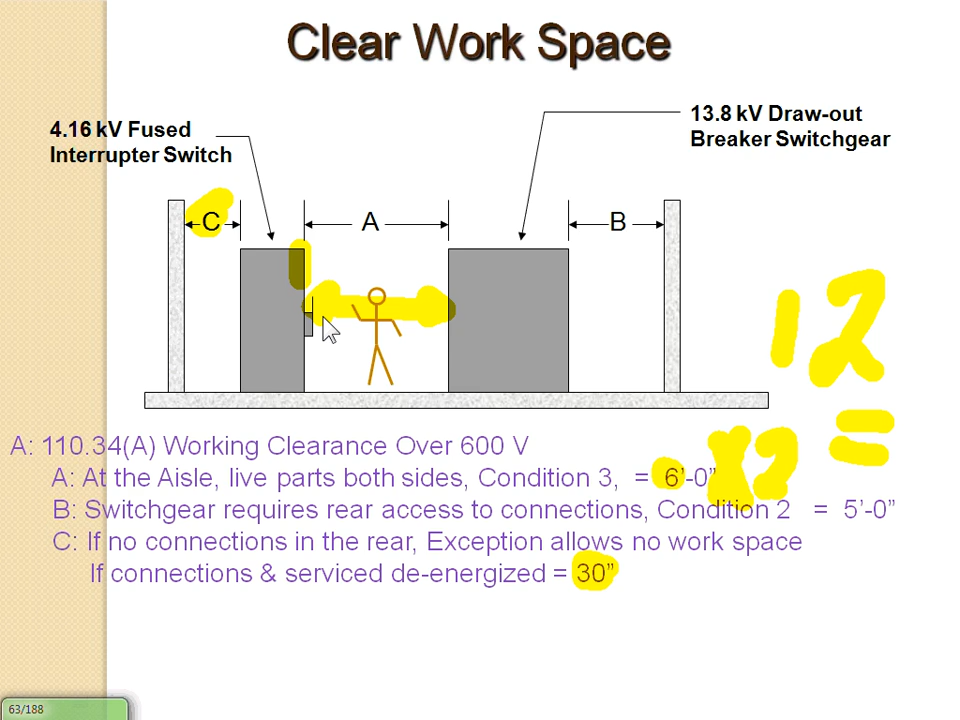 Clear Work Space
4.16 kV Fused
Interrupter Switch
13.8 kV Draw-out
Breaker Switchgear
C
A
B
12
x2 =
A: 110.34(A) Working Clearance Over 600 V
A: At the Aisle, live parts both sides, Condition 3, = 6'-0"
B: Switchgear requires rear access to connections, Condition 2 = 5'-0"
C: If no connections in the rear, Exception allows no work space
If connections & serviced de-energized = 30"
63/188